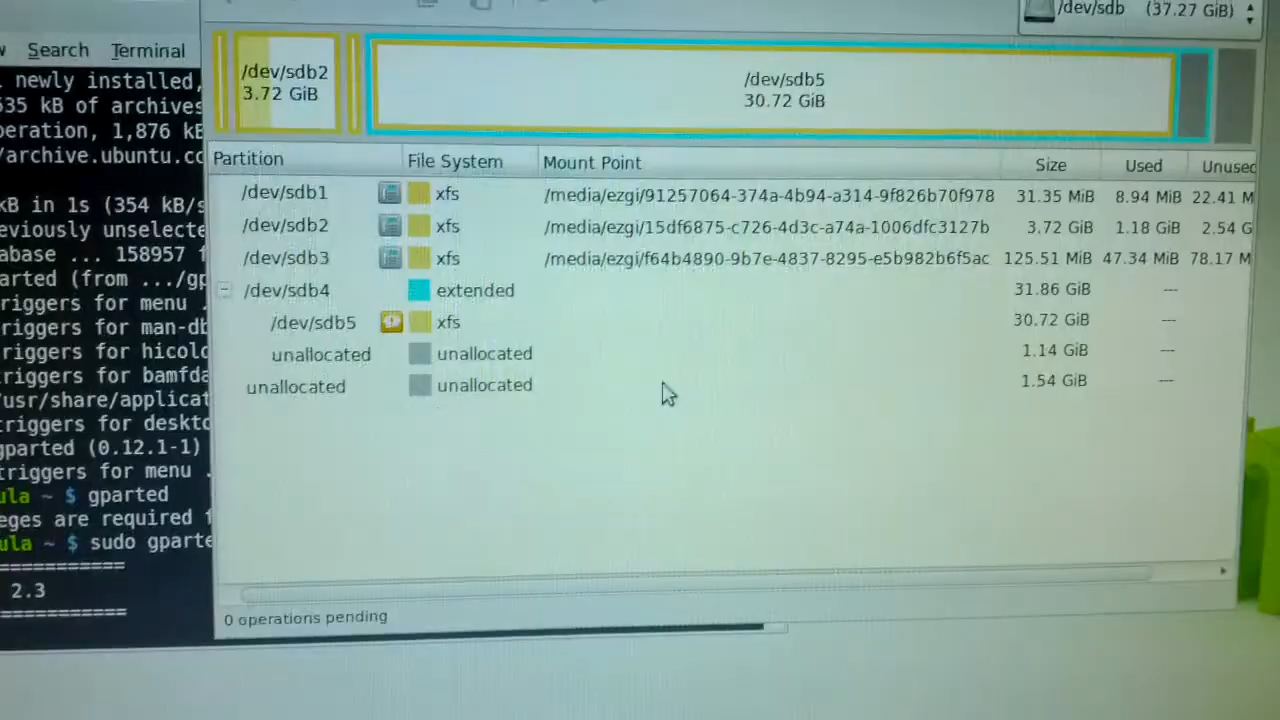 /dev/sdb (37.27 GiB)
Search Terminal
newly installed,
535 kB of archives
peration, 1,876 kB
/archive.ubuntu.co
kB in 1s (354 kB/s
eviously unselecte
abase ... 158957 f
arted (from .../gp
riggers for menu .
riggers for man-db
riggers for hicolo
riggers for bamfda
usr/share/applicat
triggers for deskto
gparted (0.12.1-1)
triggers for menu .
ula ~ $ gparted
eges are required f
ula ~ $ sudo gparte
===========
2.3
===========
/dev/sdb2
3.72 GiB
/dev/sdb5
30.72 GiB
Partition File System Mount Point Size Used Unused
/dev/sdb1 xfs /media/ezgi/91257064-374a-4b94-a314-9f826b70f978 31.35 MiB 8.94 MiB 22.41 M
/dev/sdb2 xfs /media/ezgi/15df6875-c726-4d3c-a74a-1006dfc3127b 3.72 GiB 1.18 GiB 2.54 G
/dev/sdb3 xfs /media/ezgi/f64b4890-9b7e-4837-8295-e5b982b6f5ac 125.51 MiB 47.34 MiB 78.17 M
/dev/sdb4 extended 31.86 GiB ---
/dev/sdb5 xfs 30.72 GiB ---
unallocated unallocated 1.14 GiB ---
unallocated unallocated 1.54 GiB ---
0 operations pending